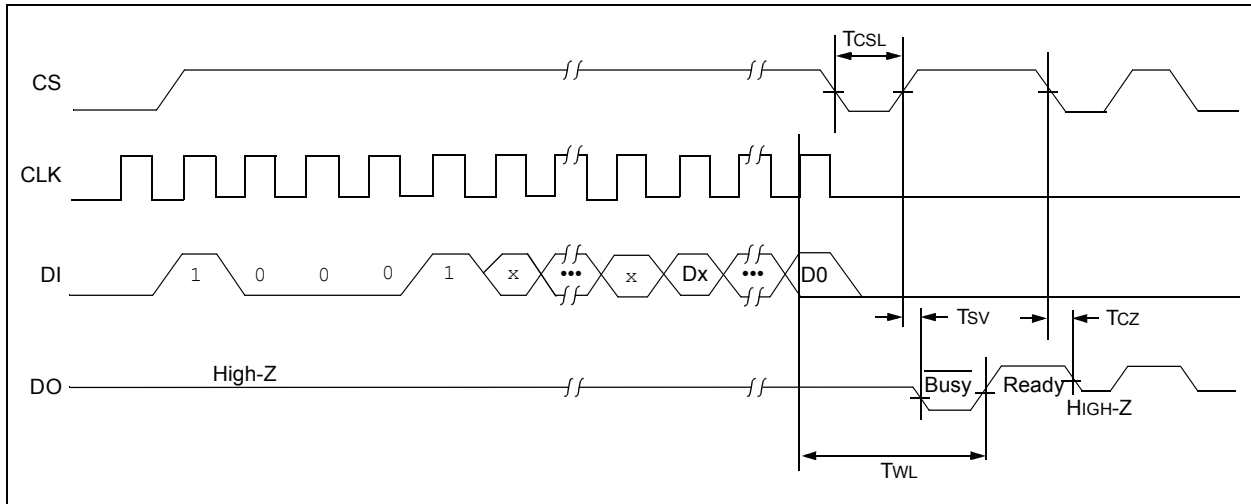 TCSL
CS
CLK
DI 1 0 0 0 1 x ••• x Dx ••• D0
TSV TCZ
DO High-Z Busy Ready HIGH-Z
TWL